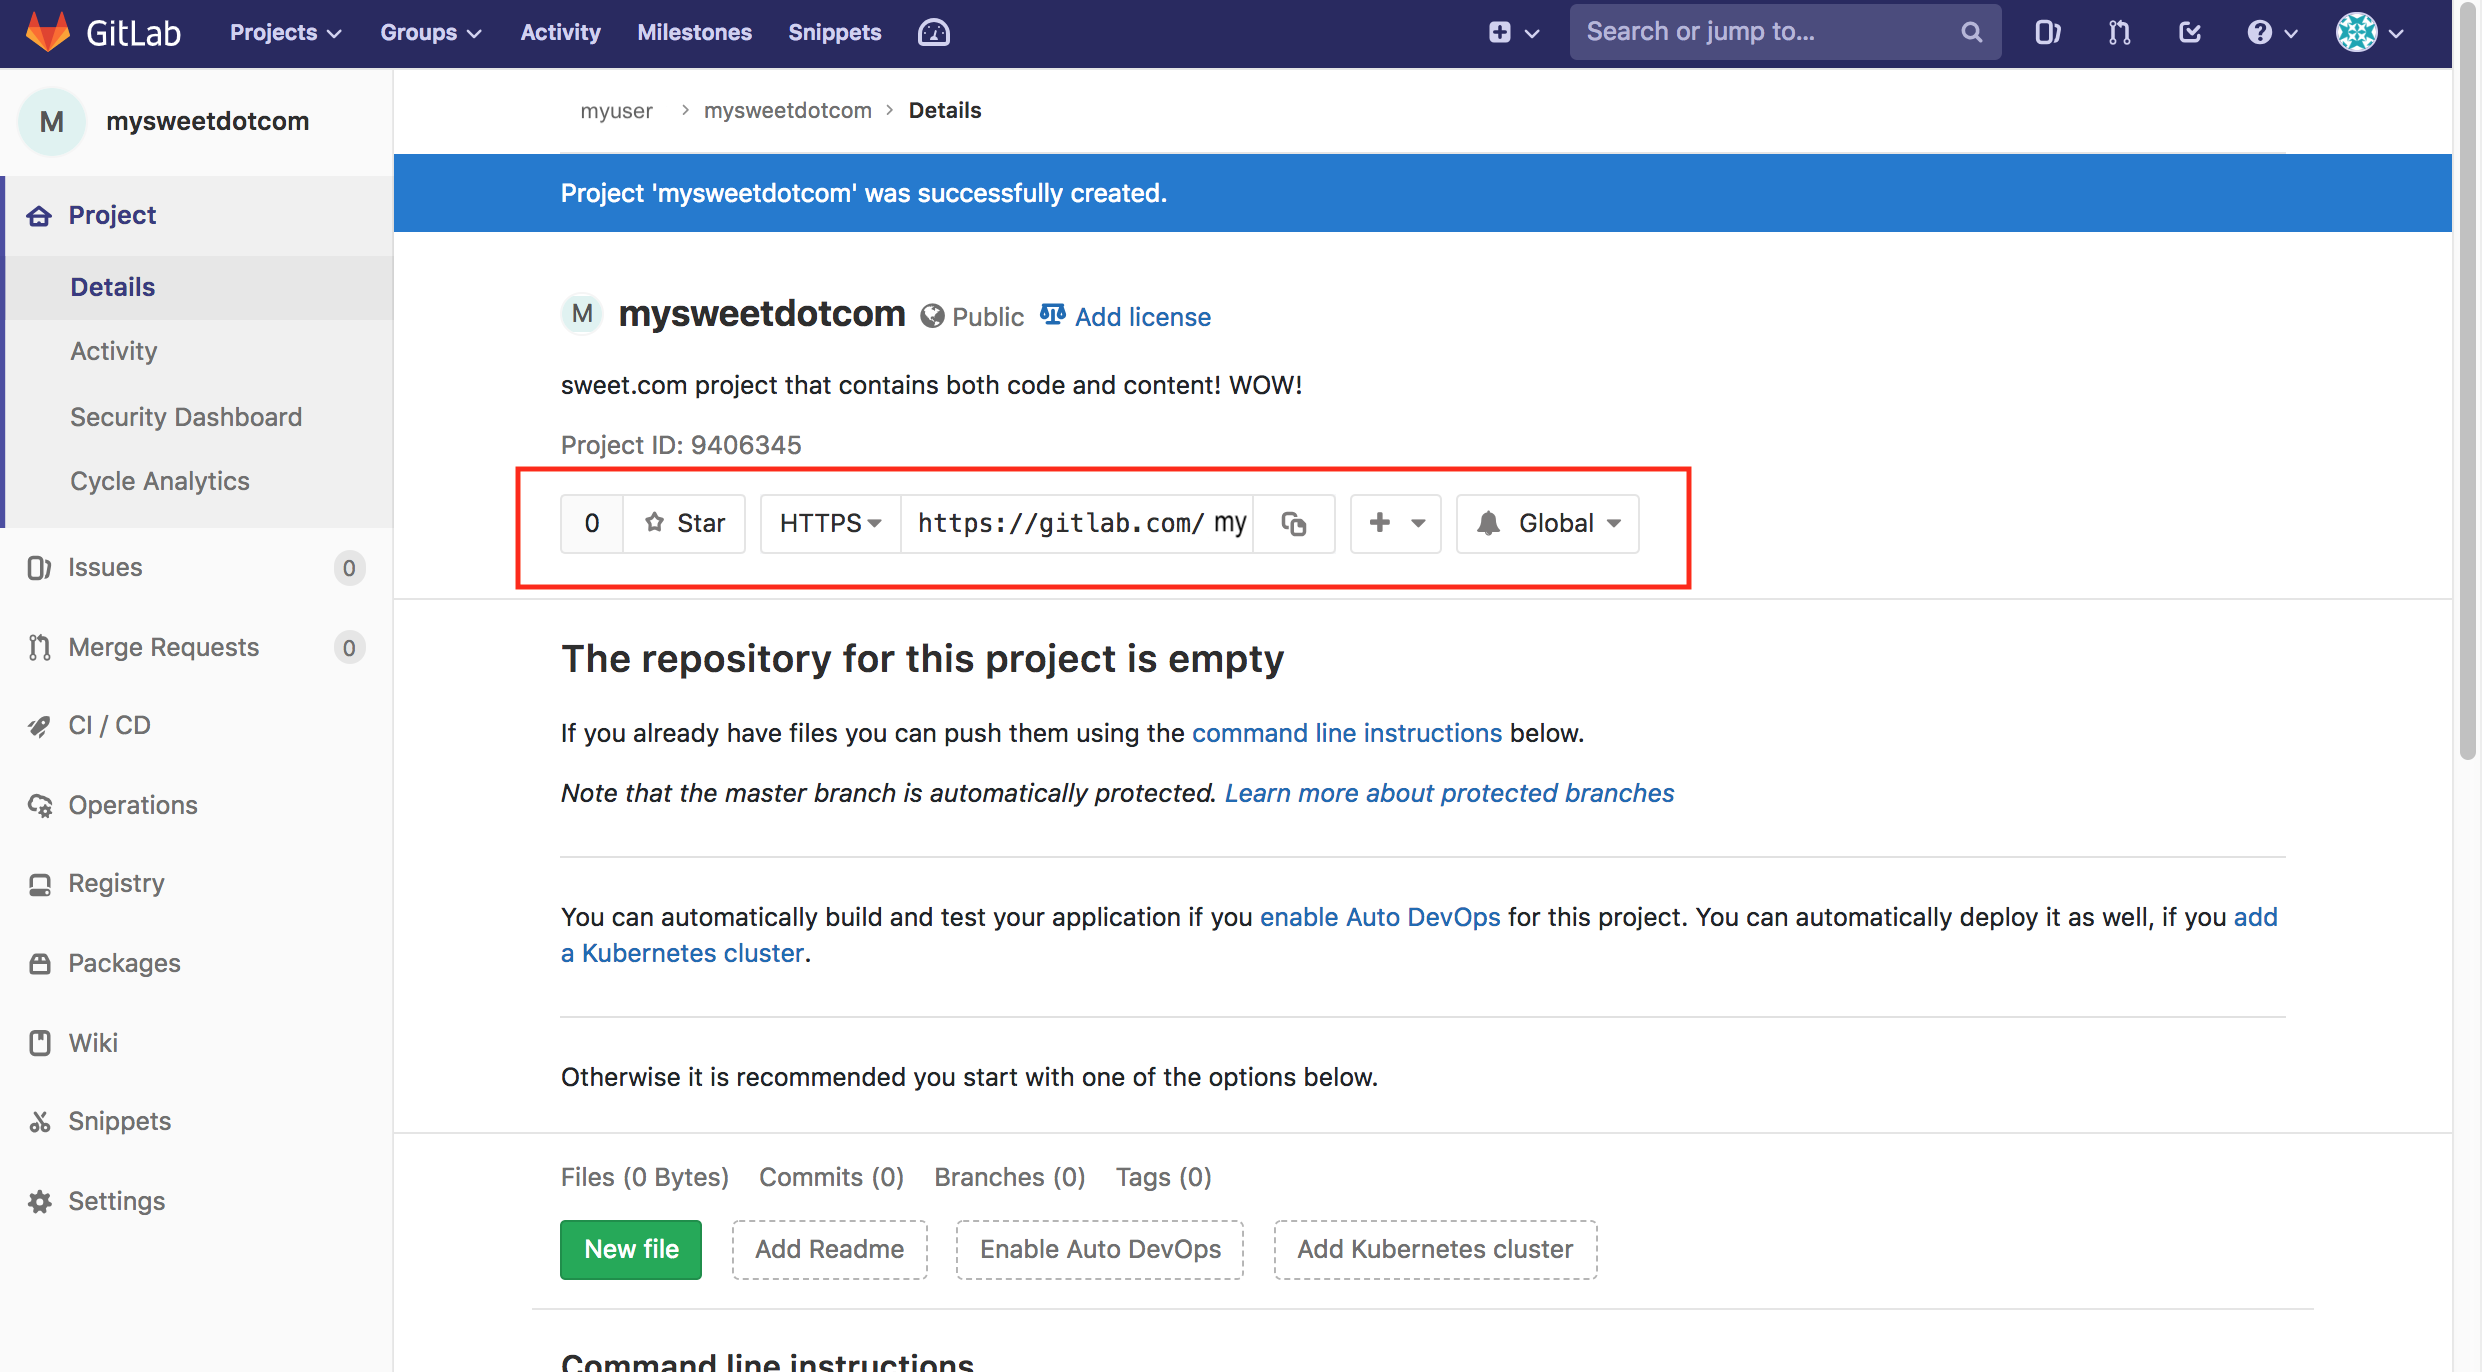 GitLab Projects Groups Activity Milestones Snippets Search or jump to...
M mysweetdotcom
myuser > mysweetdotcom > Details
Project 'mysweetdotcom' was successfully created.
Project
Details
Activity
Security Dashboard
Cycle Analytics
Issues 0
Merge Requests 0
CI / CD
Operations
Registry
Packages
Wiki
Snippets
Settings
M mysweetdotcom Public Add license
sweet.com project that contains both code and content! WOW!
Project ID: 9406345
0 Star HTTPS https://gitlab.com/ my Global
The repository for this project is empty
If you already have files you can push them using the command line instructions below.
Note that the master branch is automatically protected. Learn more about protected branches
You can automatically build and test your application if you enable Auto DevOps for this project. You can automatically deploy it as well, if you add
a Kubernetes cluster.
Otherwise it is recommended you start with one of the options below.
Files (0 Bytes) Commits (0) Branches (0) Tags (0)
New file Add Readme Enable Auto DevOps Add Kubernetes cluster
Command line instructions